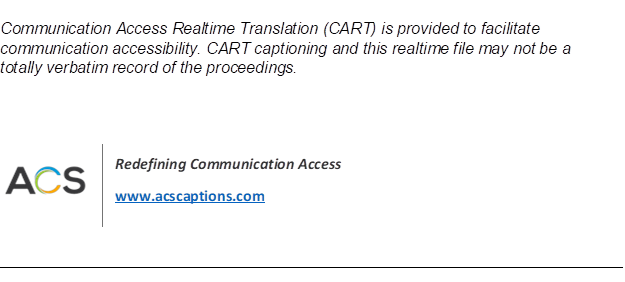 Communication Access Realtime Translation (CART) is provided to facilitate
communication accessibility. CART captioning and this realtime file may not be a
totally verbatim record of the proceedings.
ACS
Redefining Communication Access
www.acscaptions.com